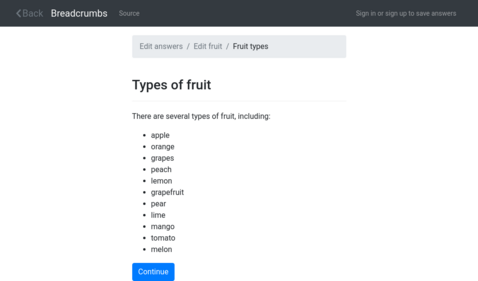 Back Breadcrumbs Source Sign in or sign up to save answers
Edit answers / Edit fruit / Fruit types
Types of fruit
There are several types of fruit, including:
apple
orange
grapes
peach
lemon
grapefruit
pear
lime
mango
tomato
melon
Continue